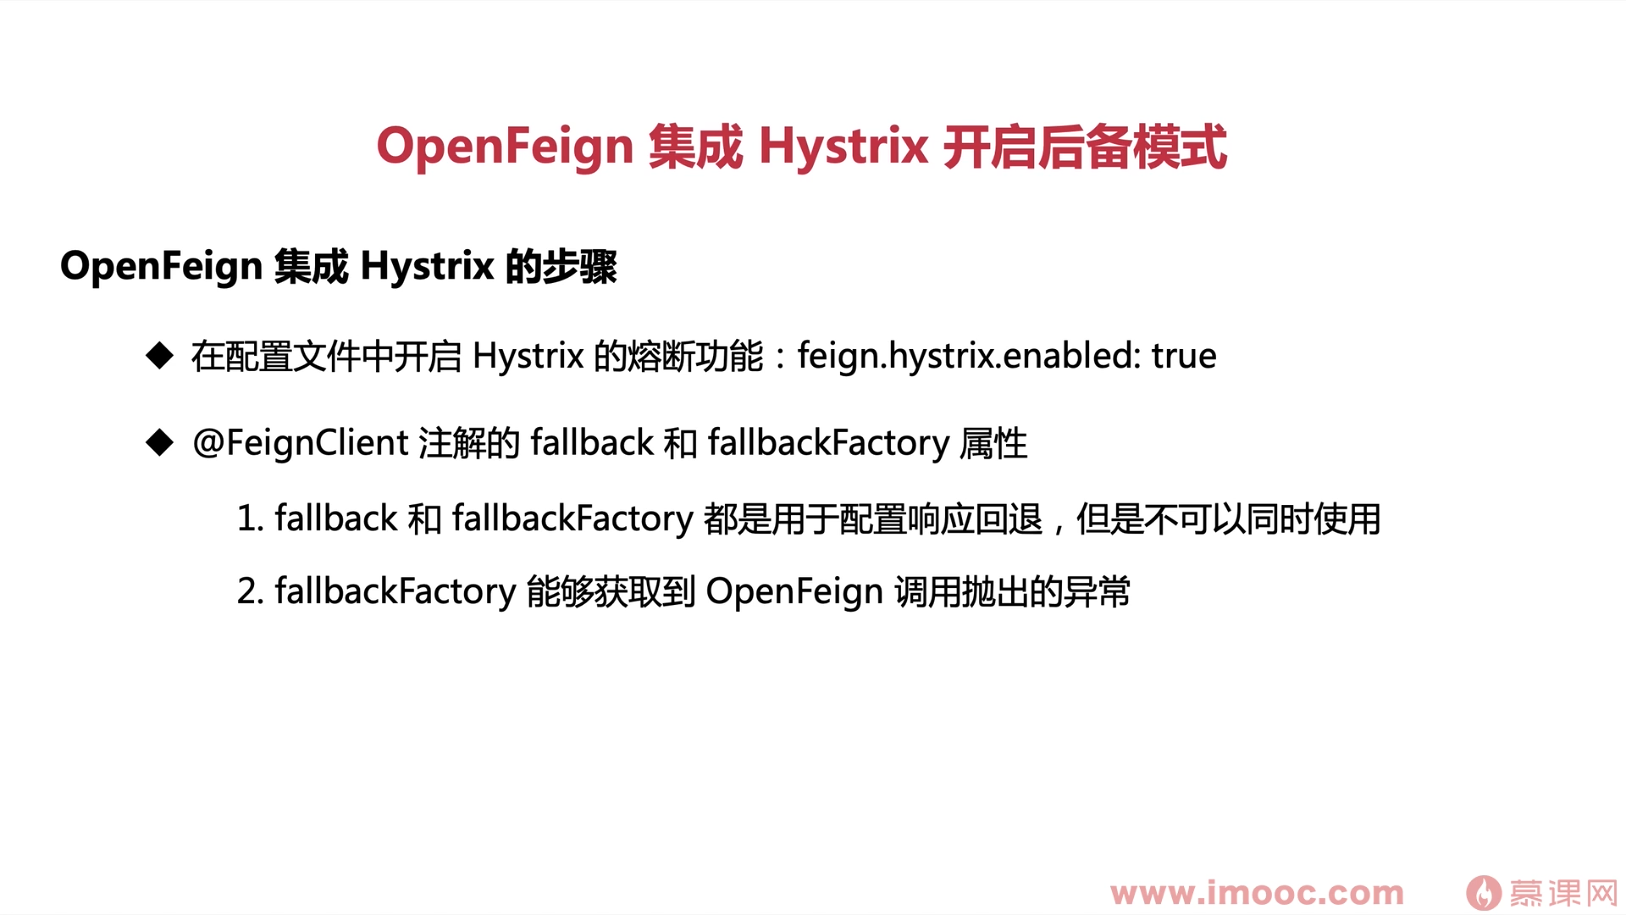 OpenFeign 集成 Hystrix 开启后备模式
OpenFeign 集成 Hystrix 的步骤
◆ 在配置文件中开启 Hystrix 的熔断功能：feign.hystrix.enabled: true
◆ @FeignClient 注解的 fallback 和 fallbackFactory 属性
1. fallback 和 fallbackFactory 都是用于配置响应回退，但是不可以同时使用
2. fallbackFactory 能够获取到 OpenFeign 调用抛出的异常
www.imooc.com 慕课网